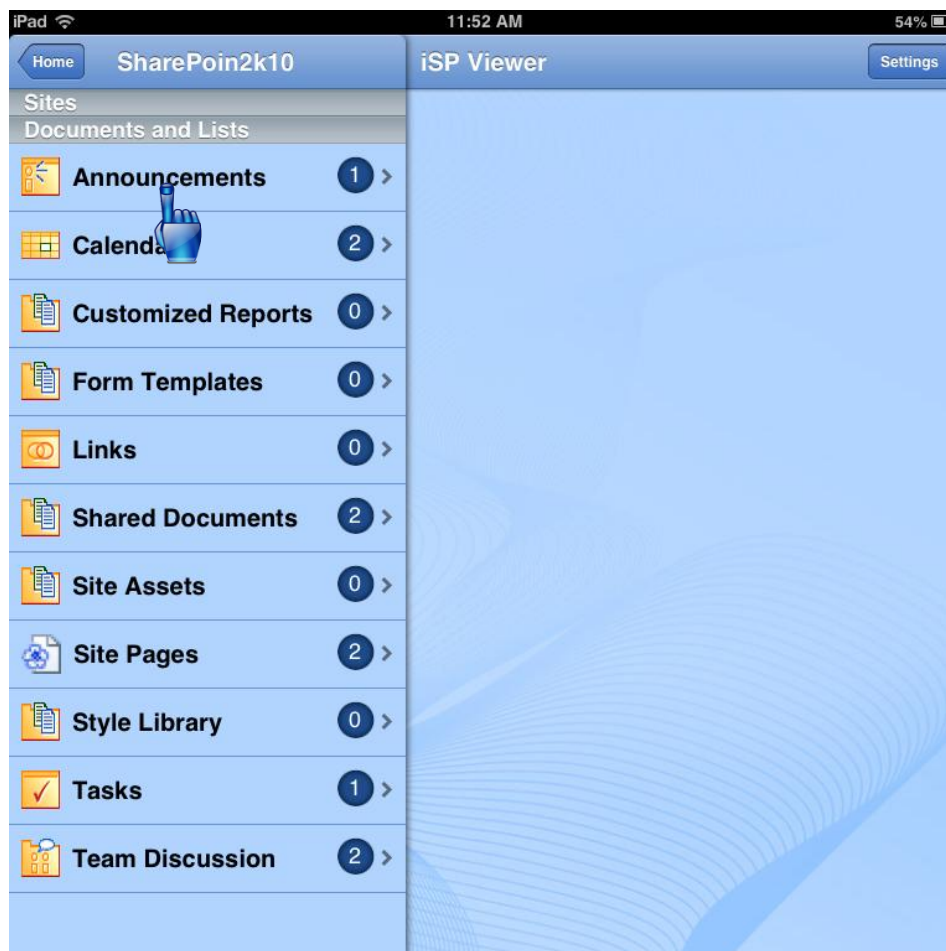 iPad 11:52 AM 54%
Home SharePoin2k10 iSP Viewer Settings
Sites
Documents and Lists
Announcements 1
Calenda 2
Customized Reports 0
Form Templates 0
Links 0
Shared Documents 2
Site Assets 0
Site Pages 2
Style Library 0
Tasks 1
Team Discussion 2